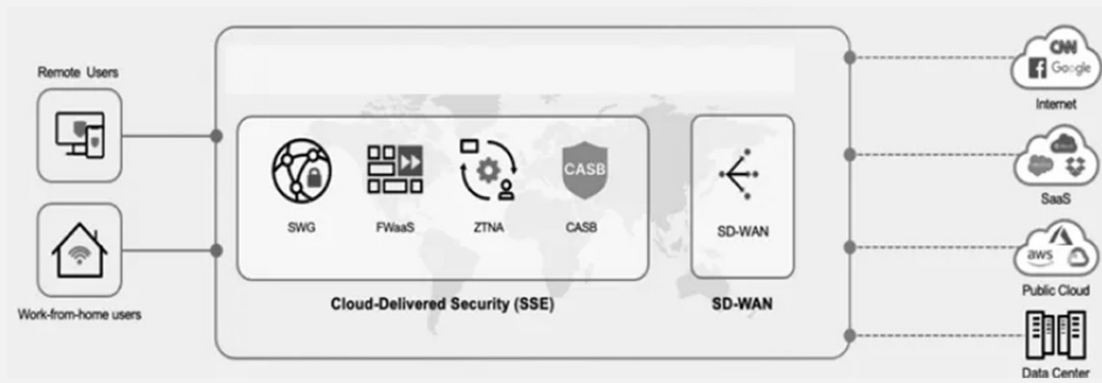 Remote Users
Work-from-home users
SWG
FWaaS
ZTNA
CASB
CASB
Cloud-Delivered Security (SSE)
SD-WAN
SD-WAN
CNN
Google
Internet
SaaS
aws
Public Cloud
Data Center